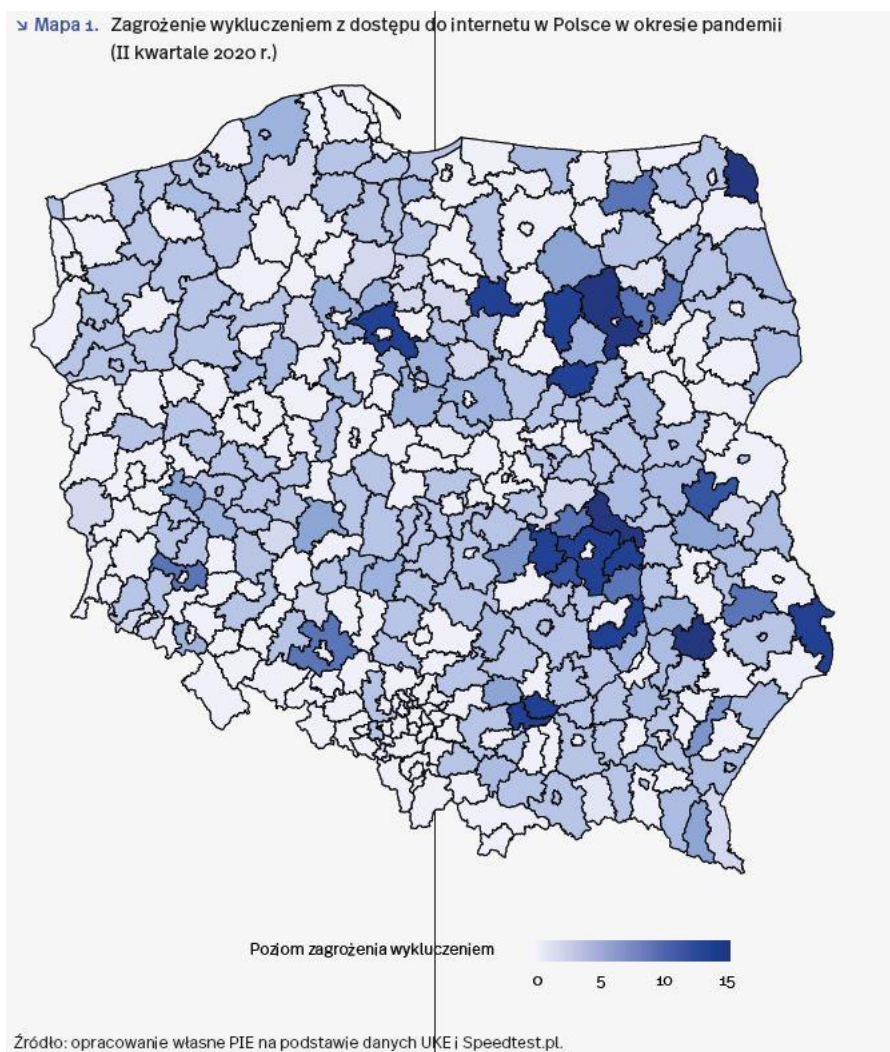 ↘ Mapa 1. Zagrożenie wykluczeniem z dostępu do internetu w Polsce w okresie pandemii
(II kwartale 2020 r.)
Poziom zagrożenia wykluczeniem
0 5 10 15
Źródło: opracowanie własne PIE na podstawie danych UKE i Speedtest.pl.